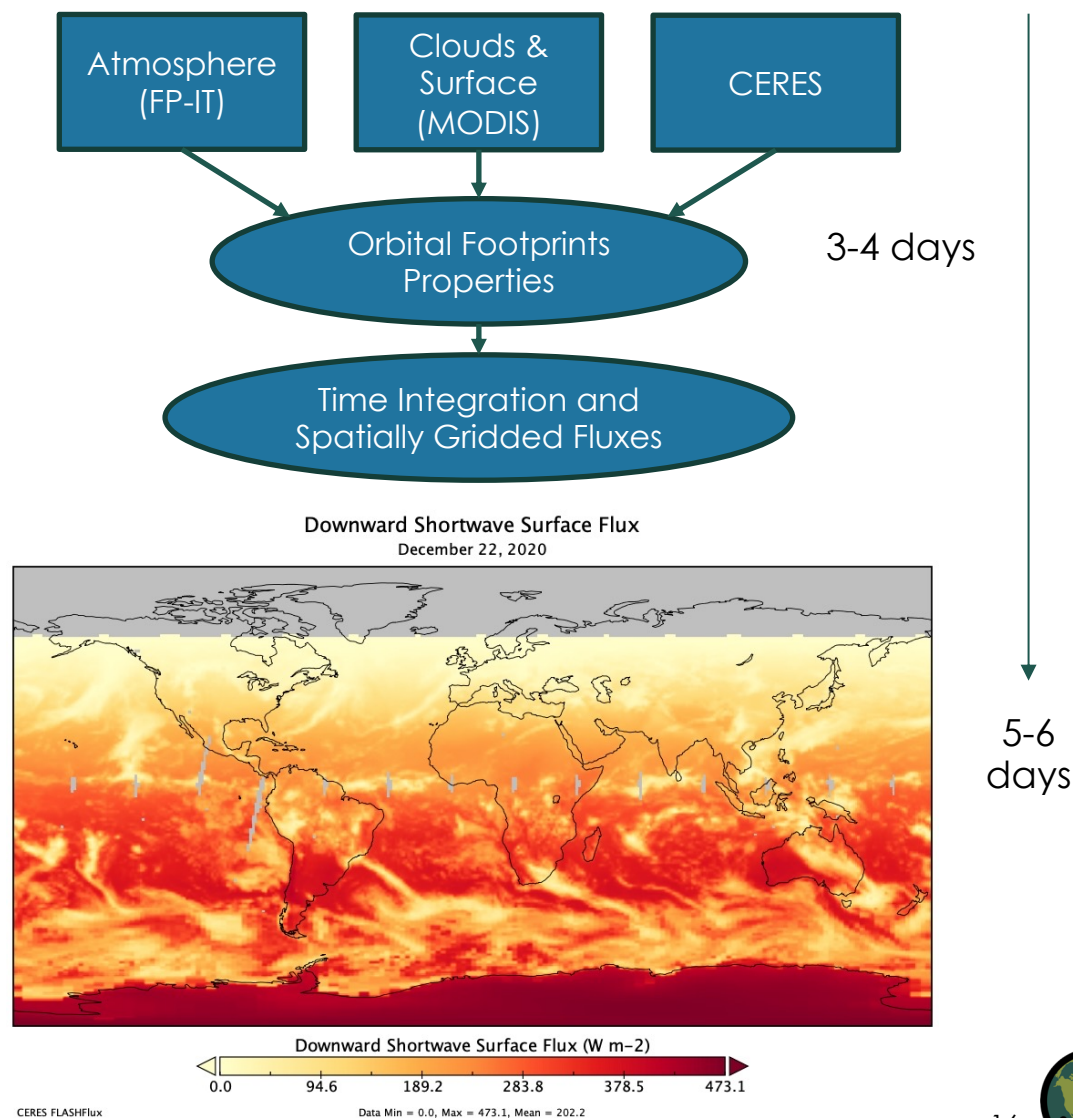 Atmosphere
(FP-IT)
Clouds &
Surface
(MODIS)
CERES
Orbital Footprints
Properties
3-4 days
Time Integration and
Spatially Gridded Fluxes
Downward Shortwave Surface Flux
December 22, 2020
5-6
days
Downward Shortwave Surface Flux (W m-2)
0.0 94.6 189.2 283.8 378.5 473.1
CERES FLASHFlux
Data Min = 0.0, Max = 473.1, Mean = 202.2